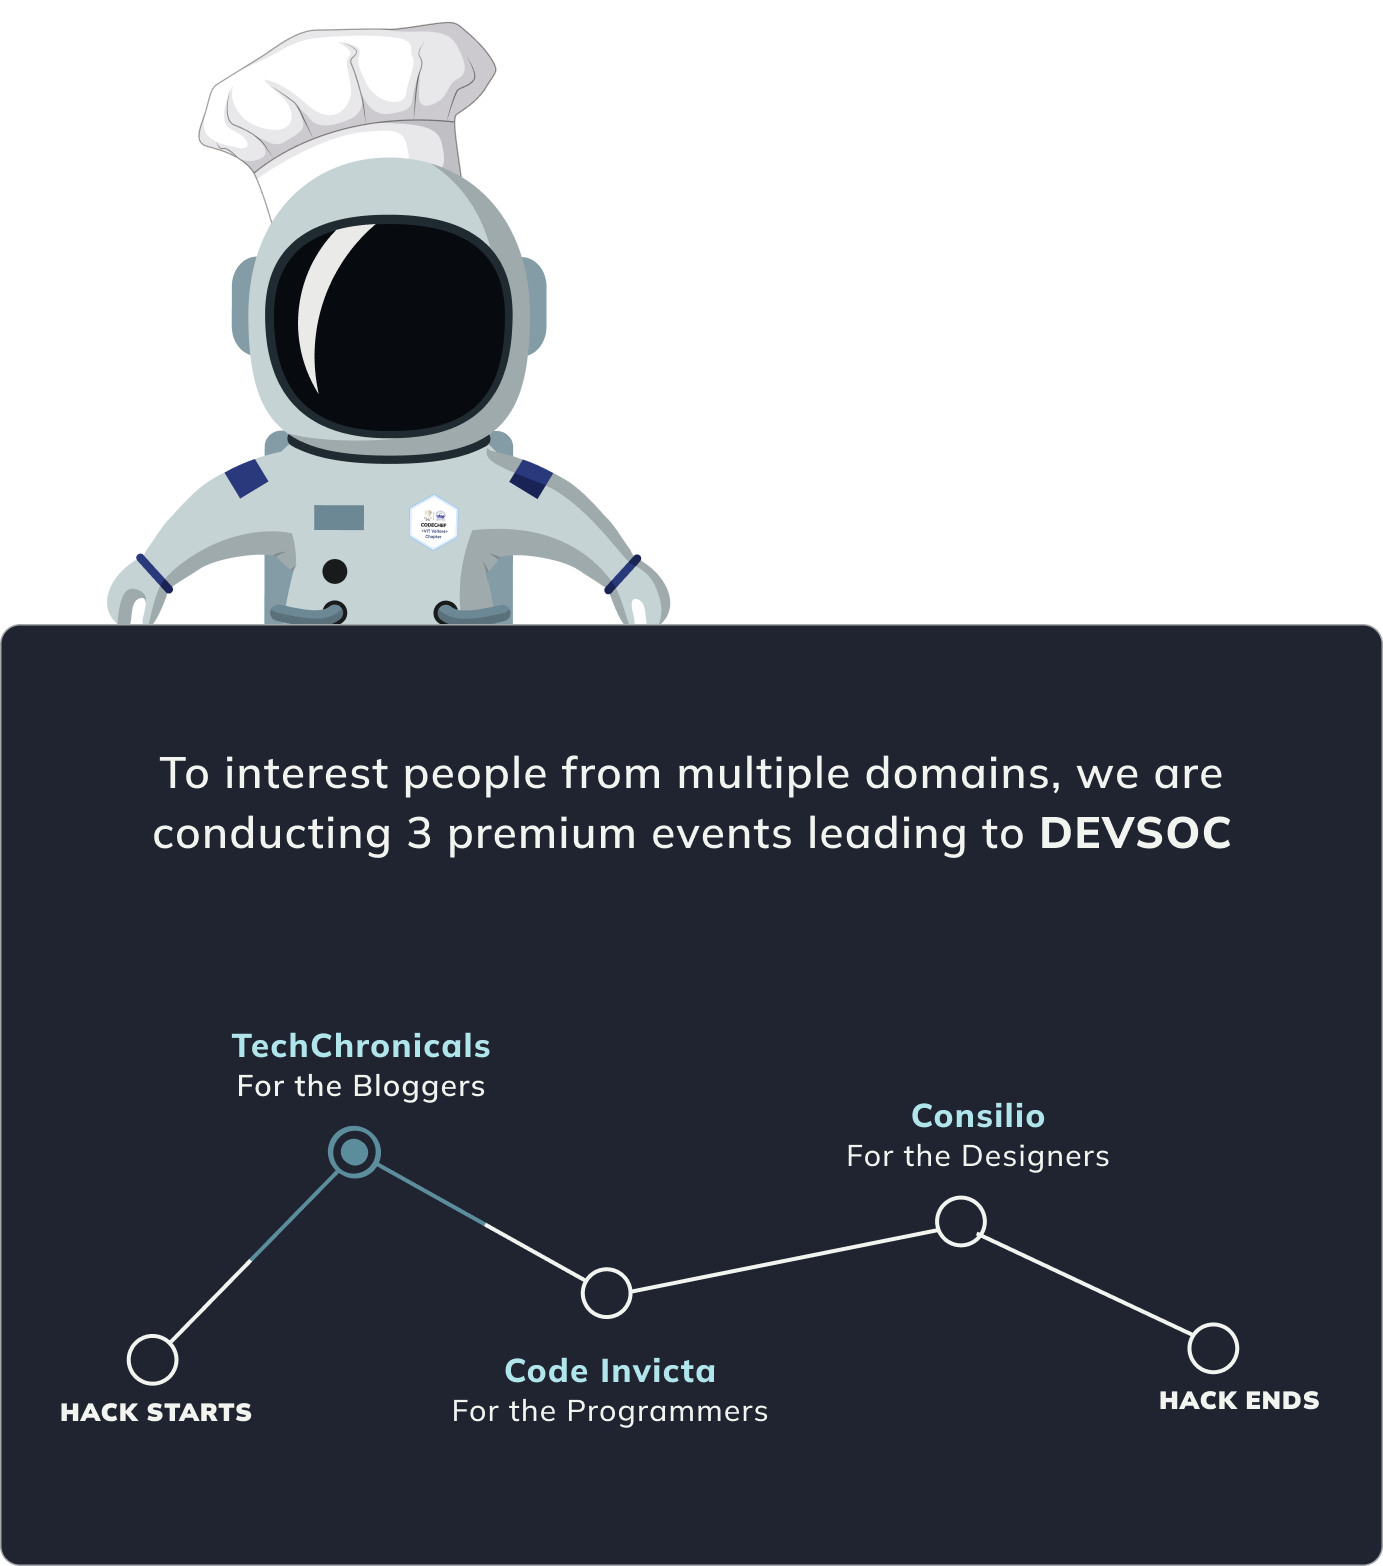 CODECHEF
<VIT Vellore>
Chapter
To interest people from multiple domains, we are
conducting 3 premium events leading to DEVSOC
TechChronicals
For the Bloggers
Consilio
For the Designers
Code Invicta
For the Programmers
HACK STARTS
HACK ENDS